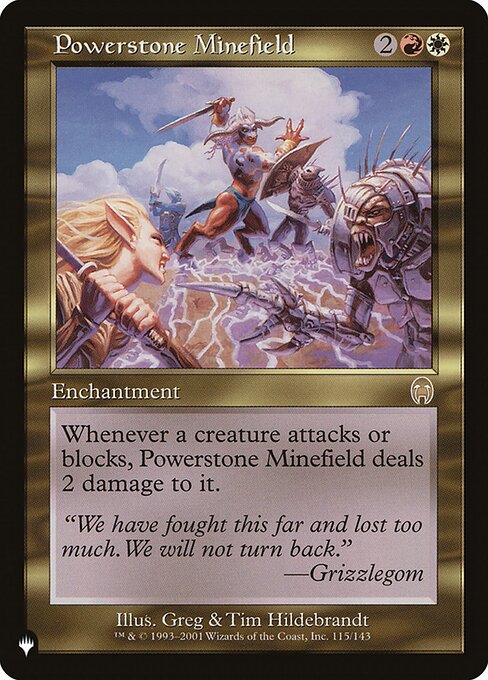 Powerstone Minefield 2
Enchantment
Whenever a creature attacks or
blocks, Powerstone Minefield deals
2 damage to it.
“We have fought this far and lost too
much. We will not turn back.”
—Grizzlegom
Illus. Greg & Tim Hildebrandt
™ & © 1993–2001 Wizards of the Coast, Inc. 115/143